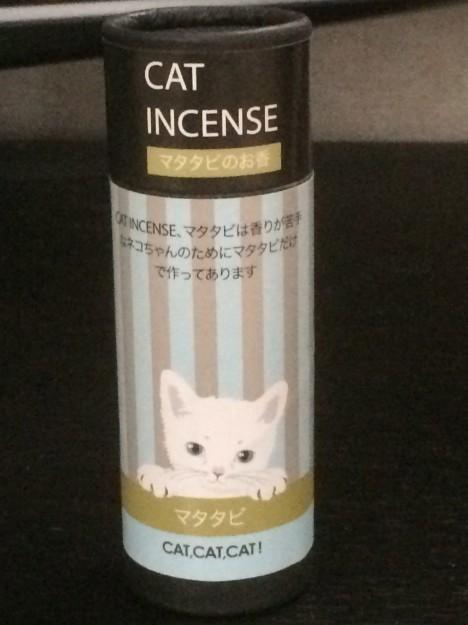 CAT
INCENSE
マタタビのお香
CAT INCENSE、マタタビは香りが苦手
なネコちゃんのためにマタタビだけ
で作ってあります
マタタビ
CAT,CAT,CAT!